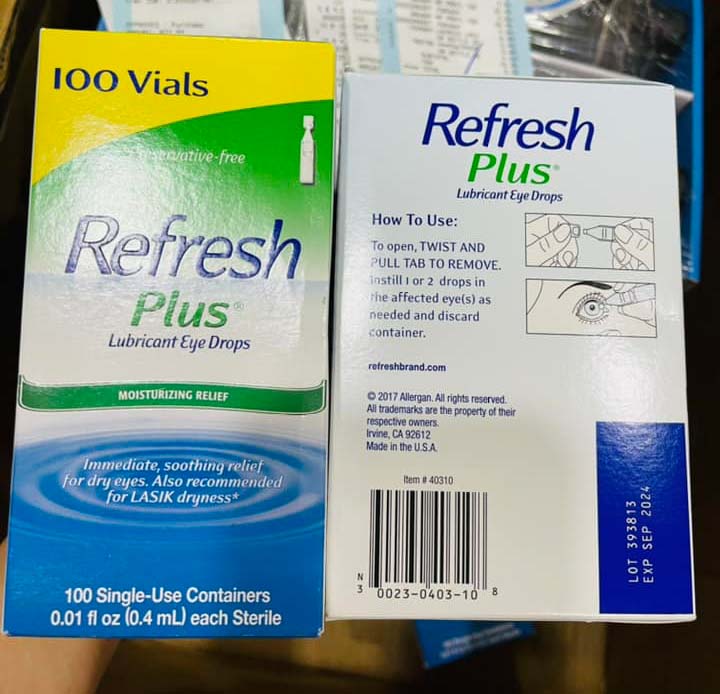 100 Vials
Preservative-free
Refresh
Plus®
Lubricant Eye Drops
MOISTURIZING RELIEF
Immediate, soothing relief
for dry eyes. Also recommended
for LASIK dryness*
100 Single-Use Containers
0.01 fl oz (0.4 mL) each Sterile
Refresh
Plus®
Lubricant Eye Drops
How To Use:
To open, TWIST AND
PULL TAB TO REMOVE.
Instill 1 or 2 drops in
the affected eye(s) as
needed and discard
container.
refreshbrand.com
© 2017 Allergan. All rights reserved.
All trademarks are the property of their
respective owners.
Irvine, CA 92612
Made in the U.S.A.
Item # 40310
N
3 0023-0403-10 8
LOT 393813
EXP SEP 2024